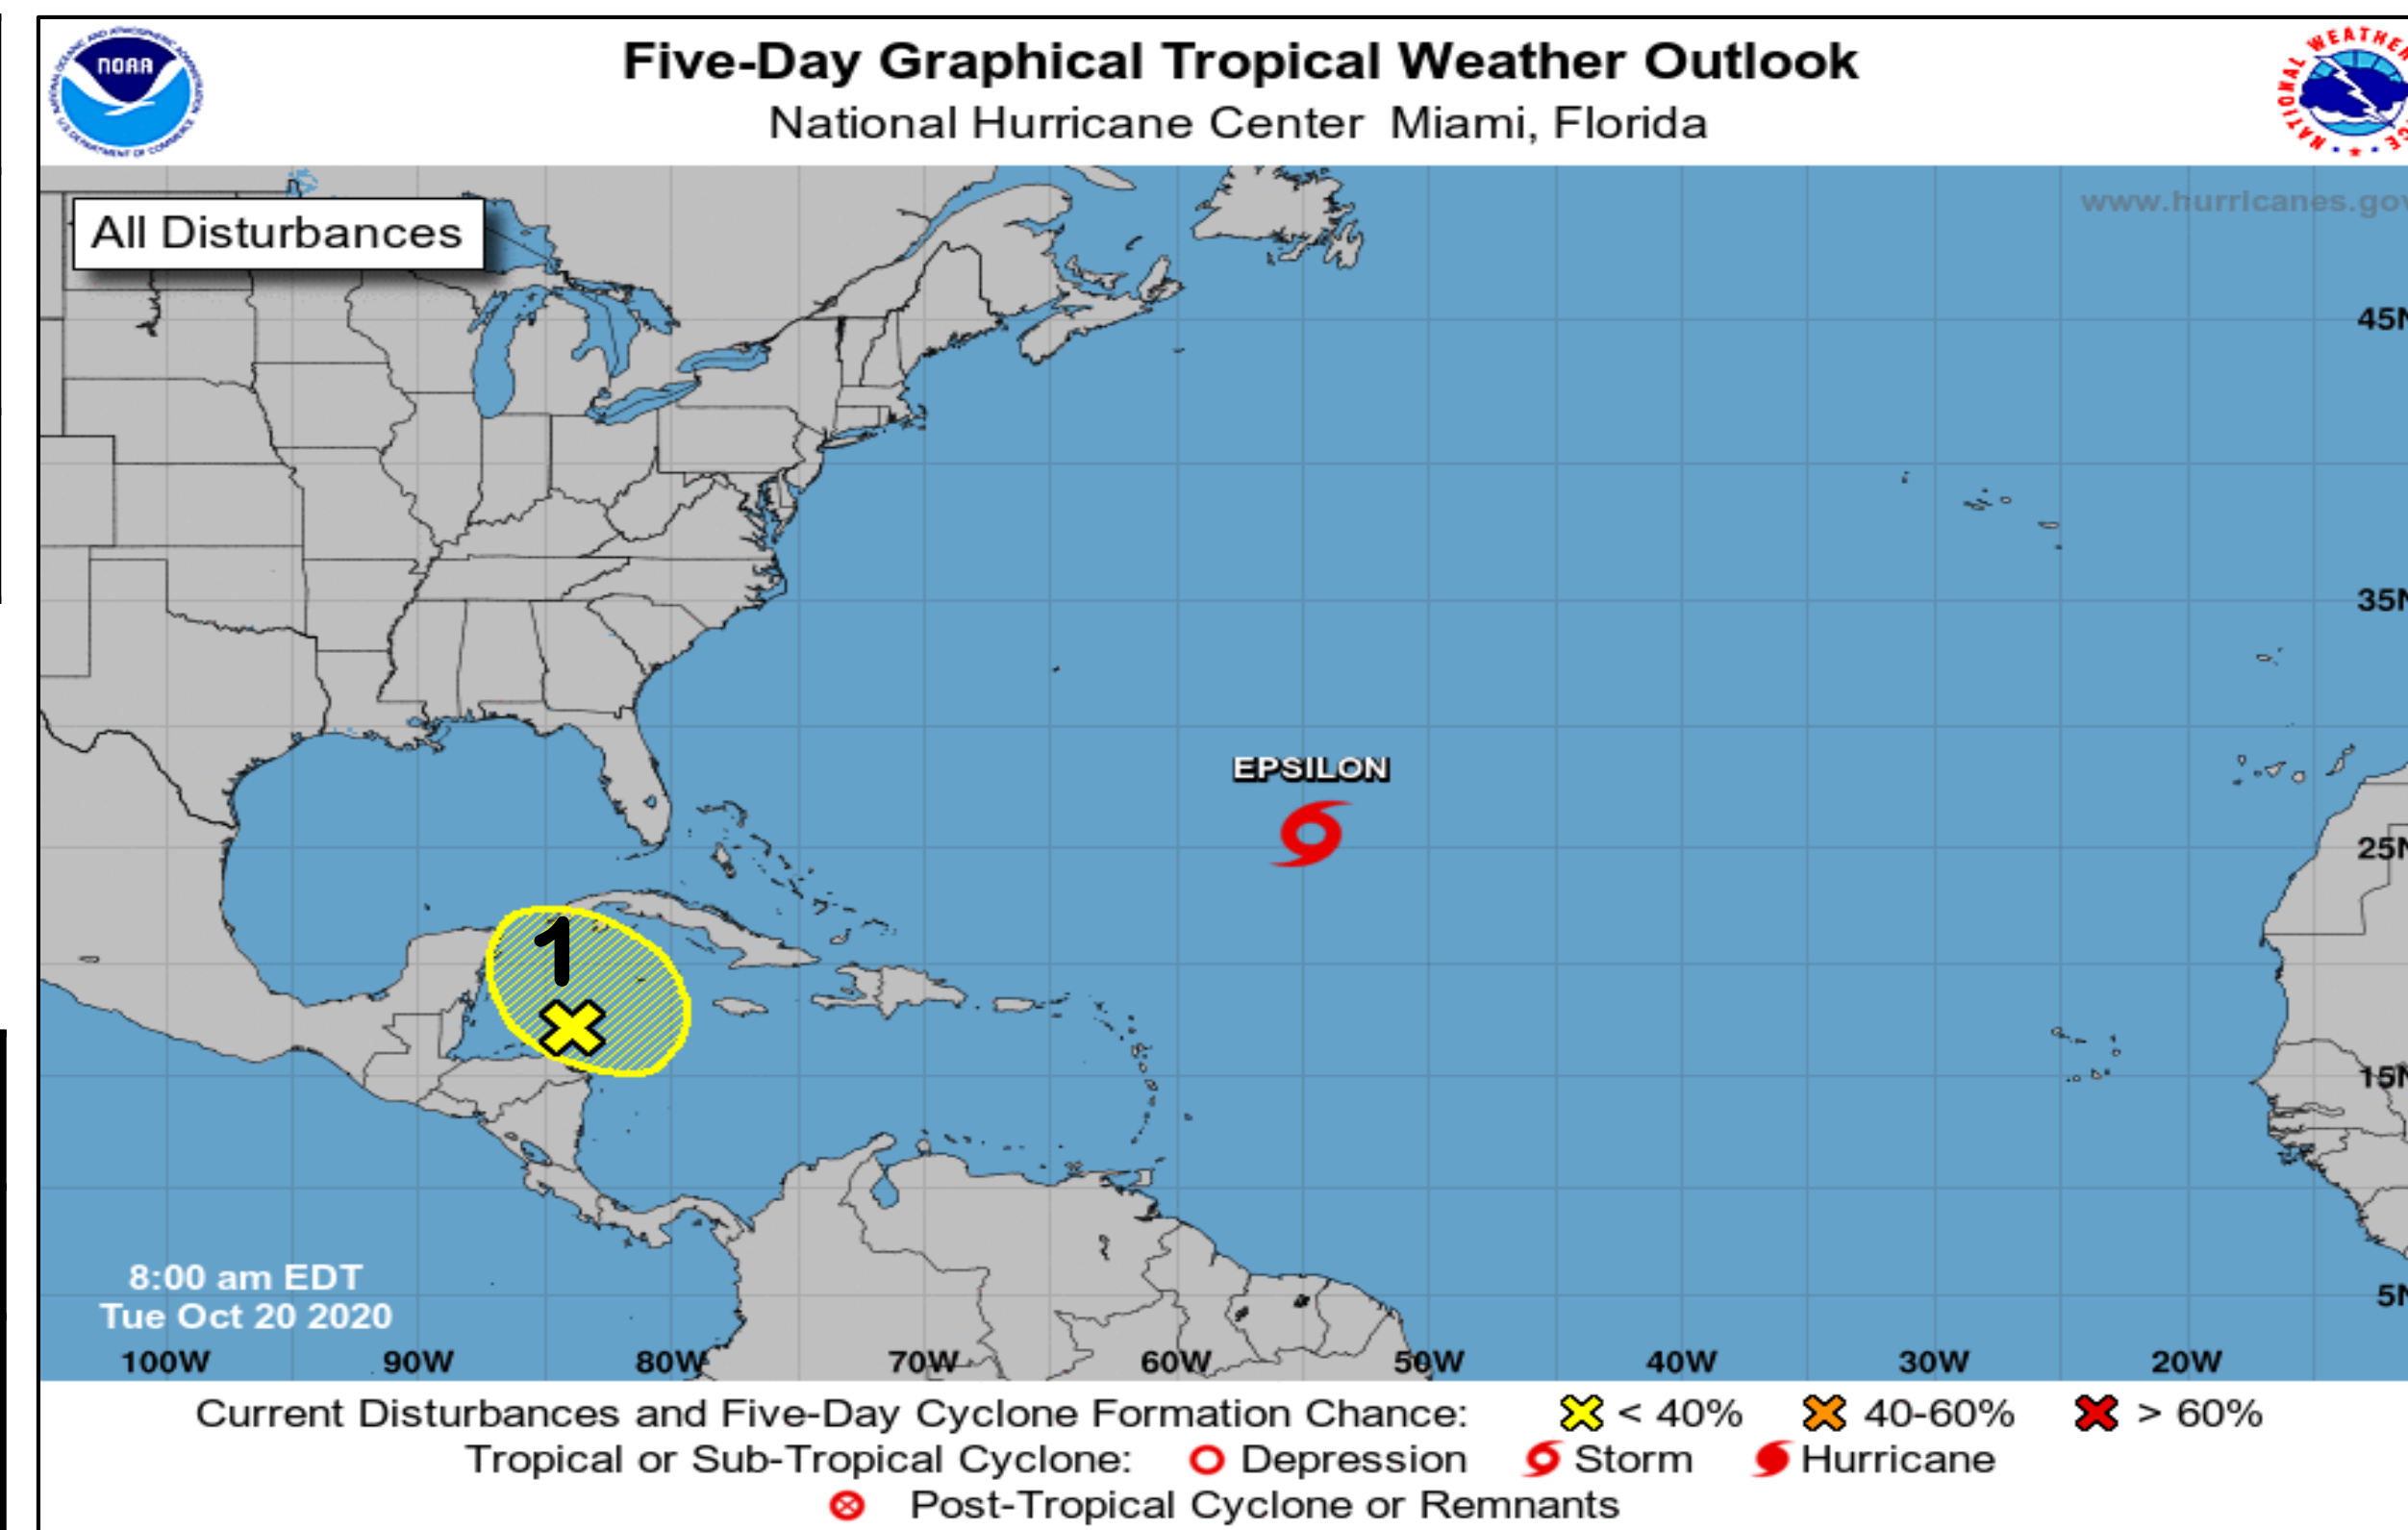 NOAA
Five-Day Graphical Tropical Weather Outlook
National Hurricane Center Miami, Florida
NATIONAL WEATHER
All Disturbances
www.hurricanes.gov
45N
35N
EPSILON
25N
1
15N
5N
8:00 am EDT
Tue Oct 20 2020
100W 90W 80W 70W 60W 50W 40W 30W 20W
Current Disturbances and Five-Day Cyclone Formation Chance: < 40% 40-60% > 60%
Tropical or Sub-Tropical Cyclone: Depression Storm Hurricane
Post-Tropical Cyclone or Remnants